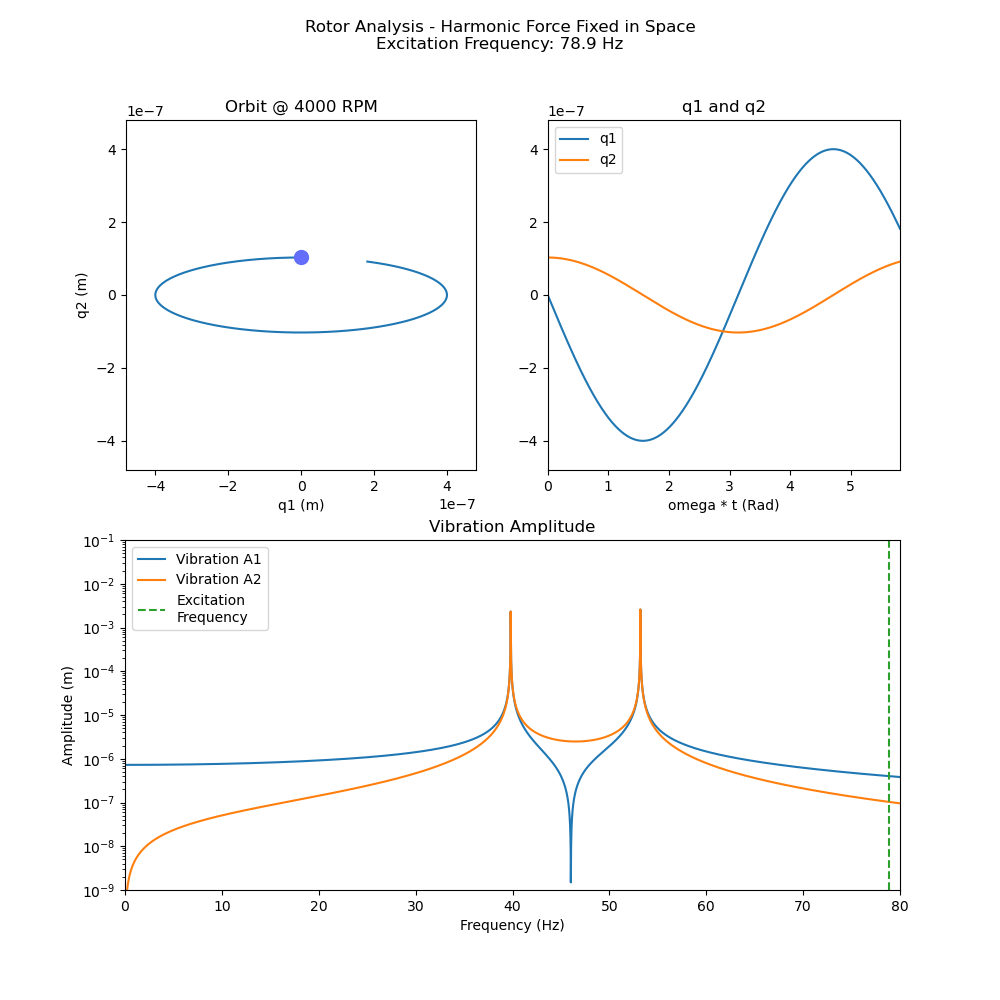 Rotor Analysis - Harmonic Force Fixed in Space
Excitation Frequency: 78.9 Hz
Orbit @ 4000 RPM
1e−7
4
2
0
−2
−4
−4 −2 0 2 4
1e−7
q1 (m)
q2 (m)
q1 and q2
1e−7
q1
q2
4
2
0
−2
−4
0 1 2 3 4 5
omega * t (Rad)
Vibration Amplitude
Vibration A1
Vibration A2
Excitation
Frequency
10⁻¹
10⁻²
10⁻³
10⁻⁴
10⁻⁵
10⁻⁶
10⁻⁷
10⁻⁸
10⁻⁹
Amplitude (m)
0 10 20 30 40 50 60 70 80
Frequency (Hz)